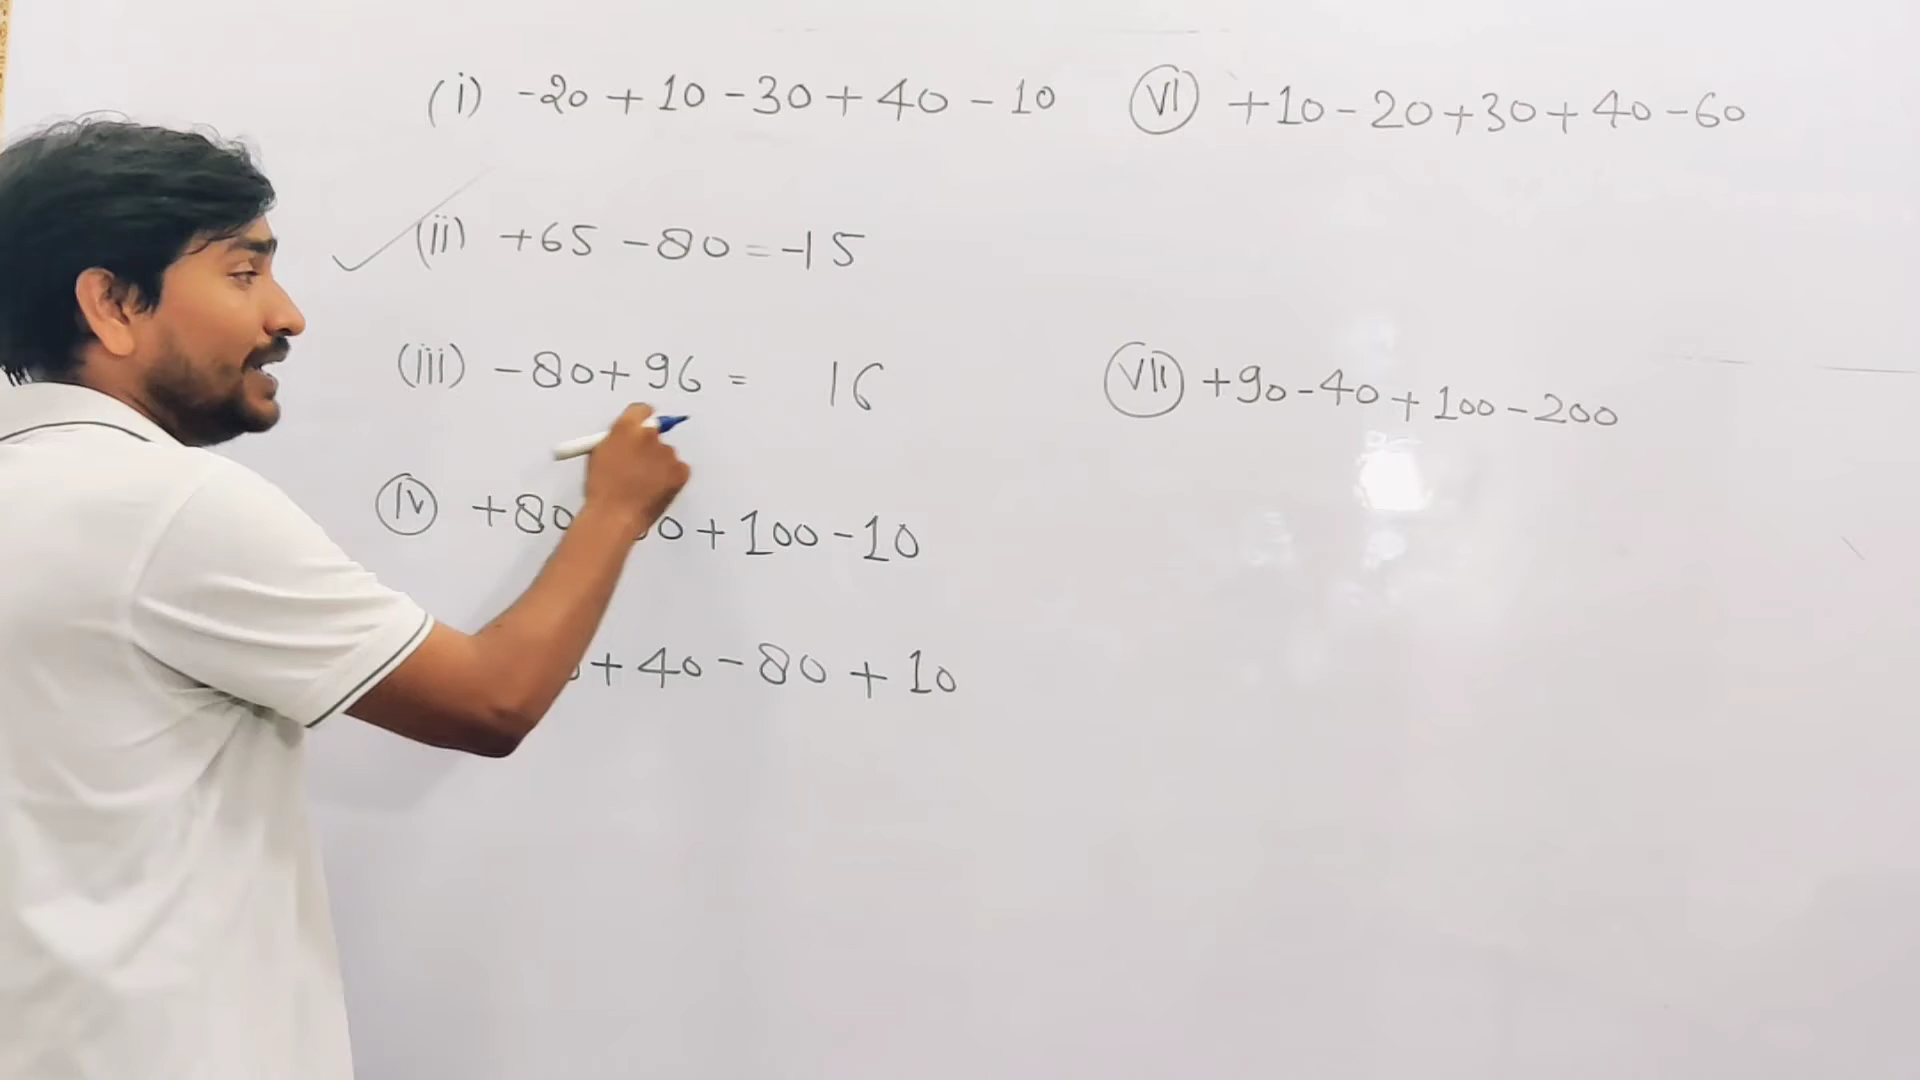 (i) -20 + 10 - 30 + 40 - 10
(ii) +65 - 80 = -15
(iii) -80 + 96 = 16
(IV) +80 0 + 100 - 10
+ 40 - 80 + 10
(VI) +10 - 20 + 30 + 40 - 60
(VII) +90 - 40 + 100 - 200